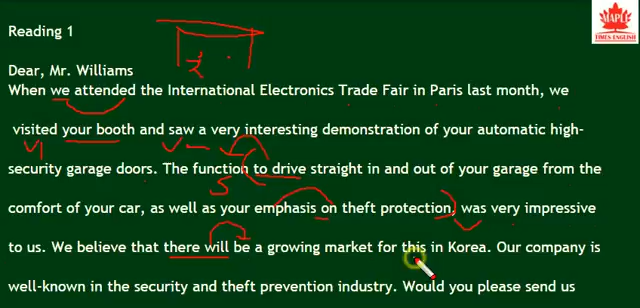 Reading 1
MAPLE
TIMES ENGLISH
Dear, Mr. Williams
When we attended the International Electronics Trade Fair in Paris last month, we
visited your booth and saw a very interesting demonstration of your automatic high-
security garage doors. The function to drive straight in and out of your garage from the
comfort of your car, as well as your emphasis on theft protection, was very impressive
to us. We believe that there will be a growing market for this in Korea. Our company is
well-known in the security and theft prevention industry. Would you please send us